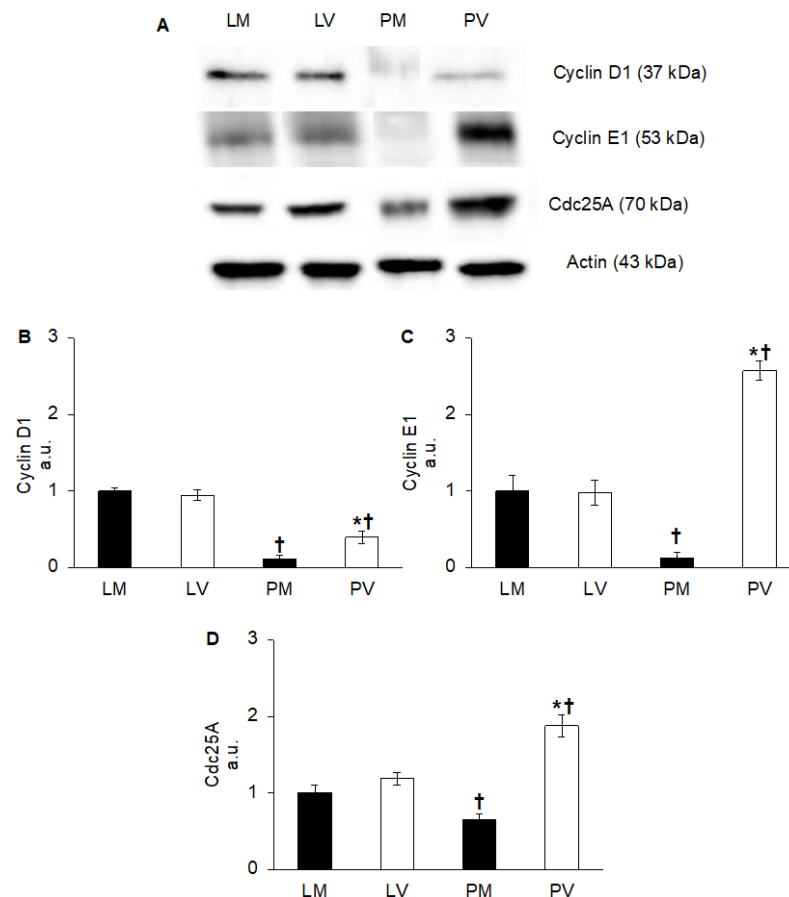 A
LM LV PM PV
Cyclin D1 (37 kDa)
Cyclin E1 (53 kDa)
Cdc25A (70 kDa)
Actin (43 kDa)
B
3
2
1
0
Cyclin D1
a.u.
†
*†
LM LV PM PV
C
3
2
1
0
Cyclin E1
a.u.
†
*†
LM LV PM PV
D
3
2
1
0
Cdc25A
a.u.
†
*†
LM LV PM PV